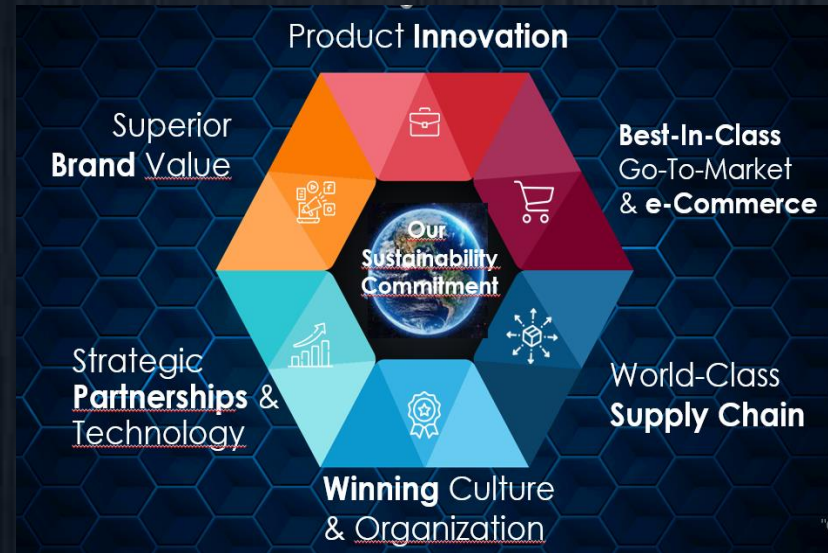 Product Innovation
Superior
Brand Value
Best-In-Class
Go-To-Market
& e-Commerce
Our
Sustainability
Commitment
Strategic
Partnerships &
Technology
World-Class
Supply Chain
Winning Culture
& Organization